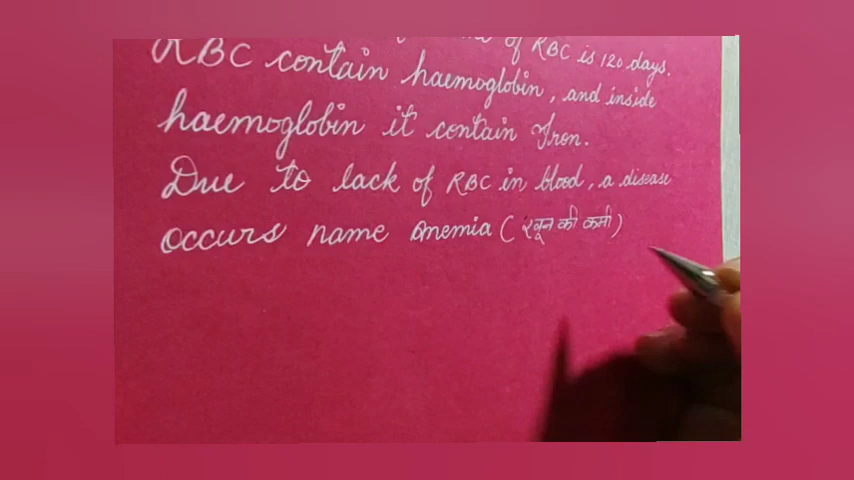 of RBC is 120 days.
RBC contain haemoglobin, and inside
haemoglobin it contain Iron.
Due to lack of RBC in blood, a disease
occurs name anemia (खून की कमी)